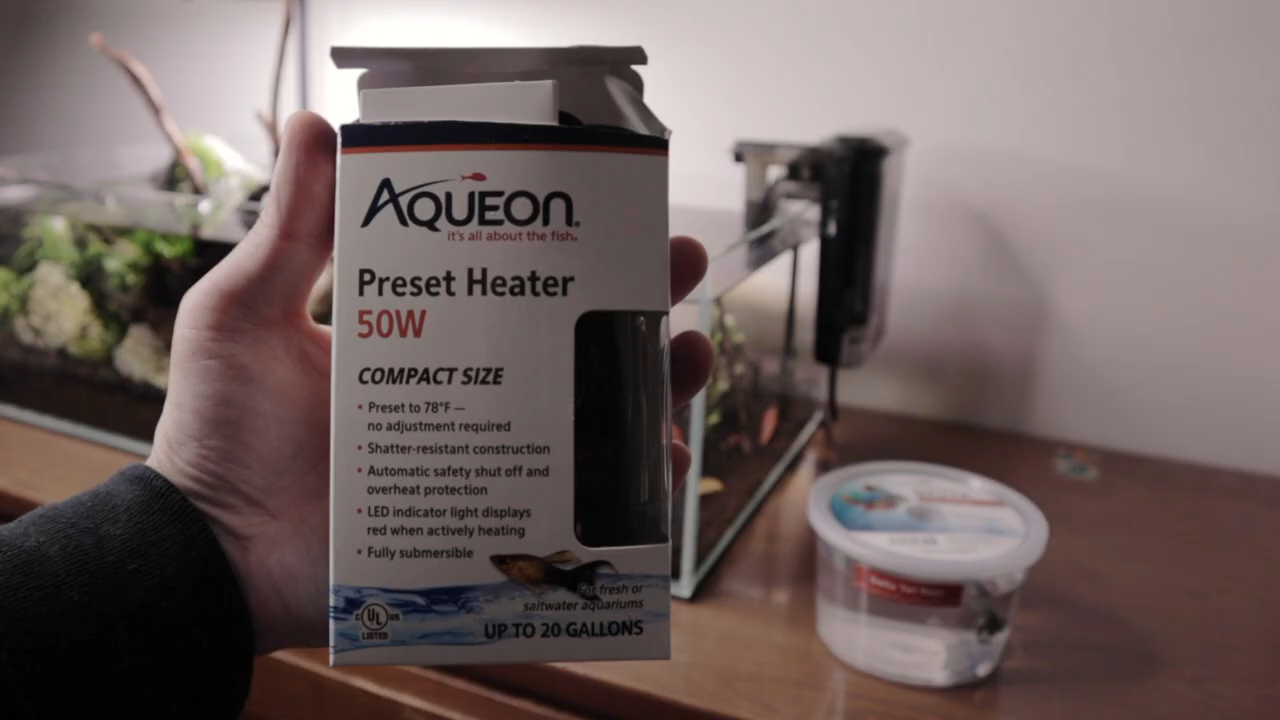 AQUEON®
it's all about the fish™
Preset Heater
50W
COMPACT SIZE
• Preset to 78°F —
no adjustment required
• Shatter-resistant construction
• Automatic safety shut off and
overheat protection
• LED indicator light displays
red when actively heating
• Fully submersible
For fresh or
saltwater aquariums
C UL US
LISTED
UP TO 20 GALLONS